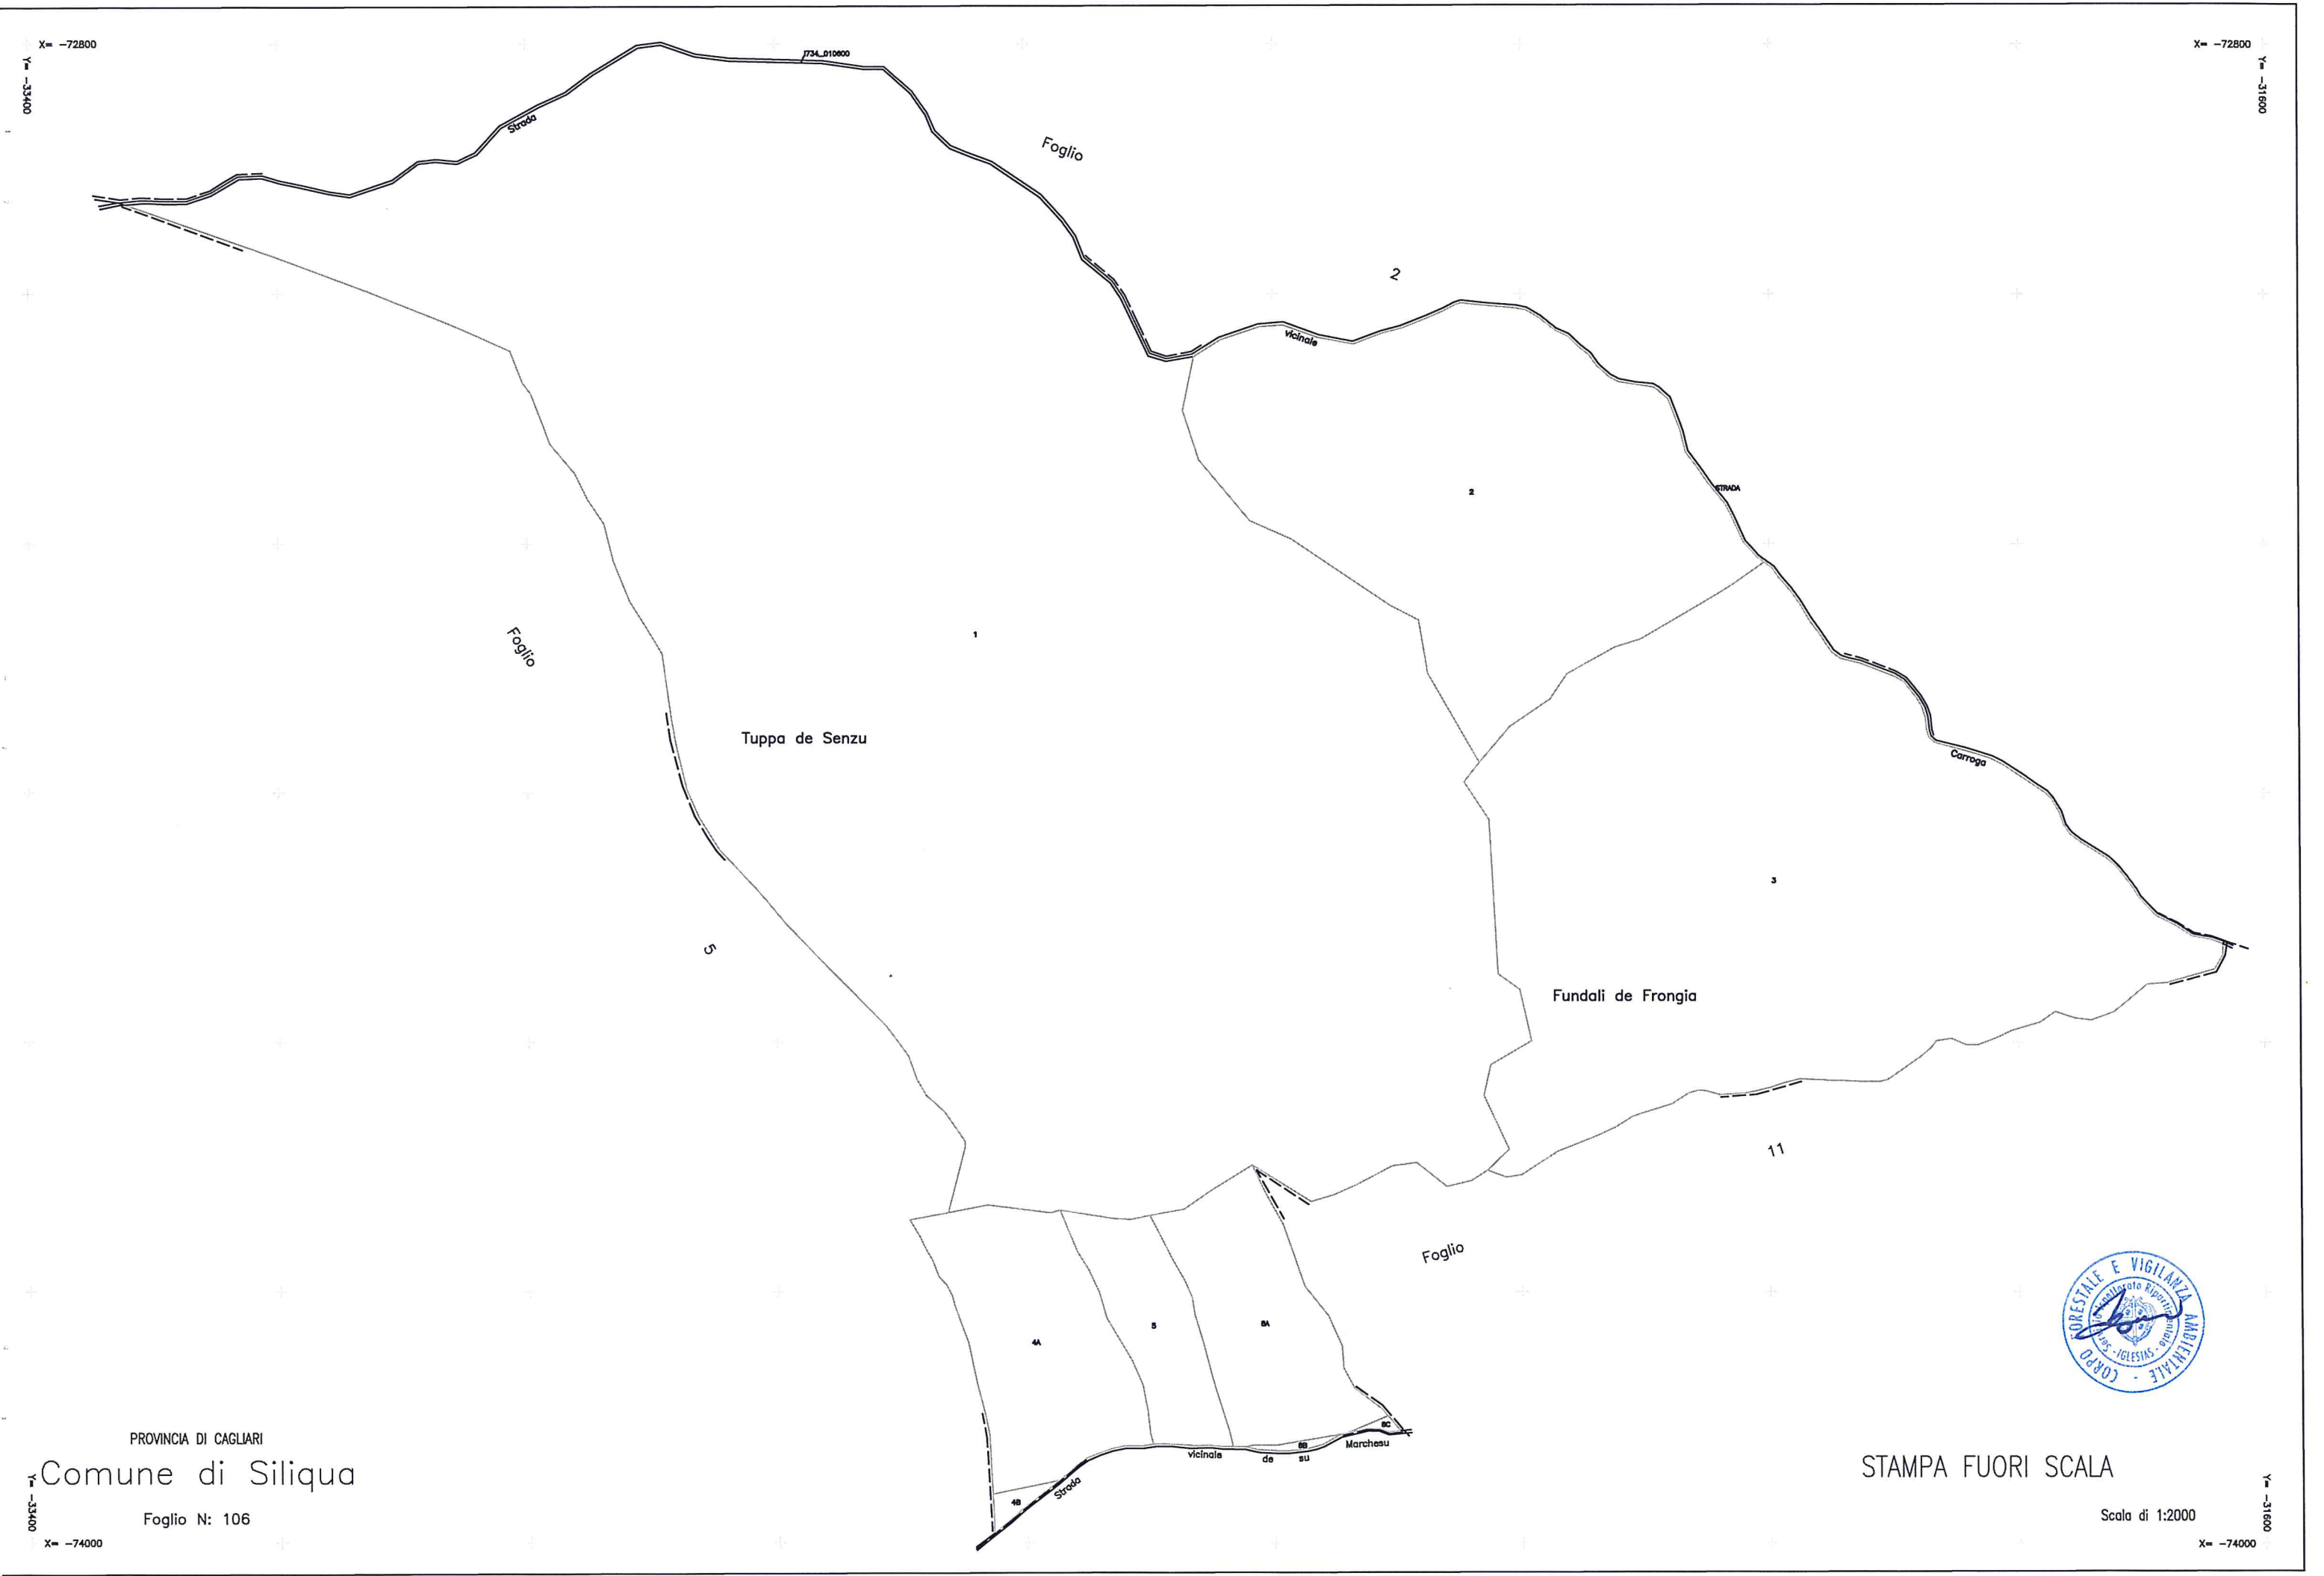 X= -72800
X= -72800
Y= -33400
Y= -31600
J734_010600
Strada
Foglio
2
vicinale
2
STRADA
1
Foglio
Tuppa de Senzu
Carroga
3
5
Fundali de Frongia
11
Foglio
4A
5
6A
6C
6B
Marchesu
vicinale
de
su
Strada
4B
CORPO FORESTALE E VIGILANZA AMBIENTALE
-IGLESIAS-
PROVINCIA DI CAGLIARI
Comune di Siliqua
Foglio N: 106
STAMPA FUORI SCALA
Scala di 1:2000
Y= -33400
Y= -31600
X= -74000
X= -74000